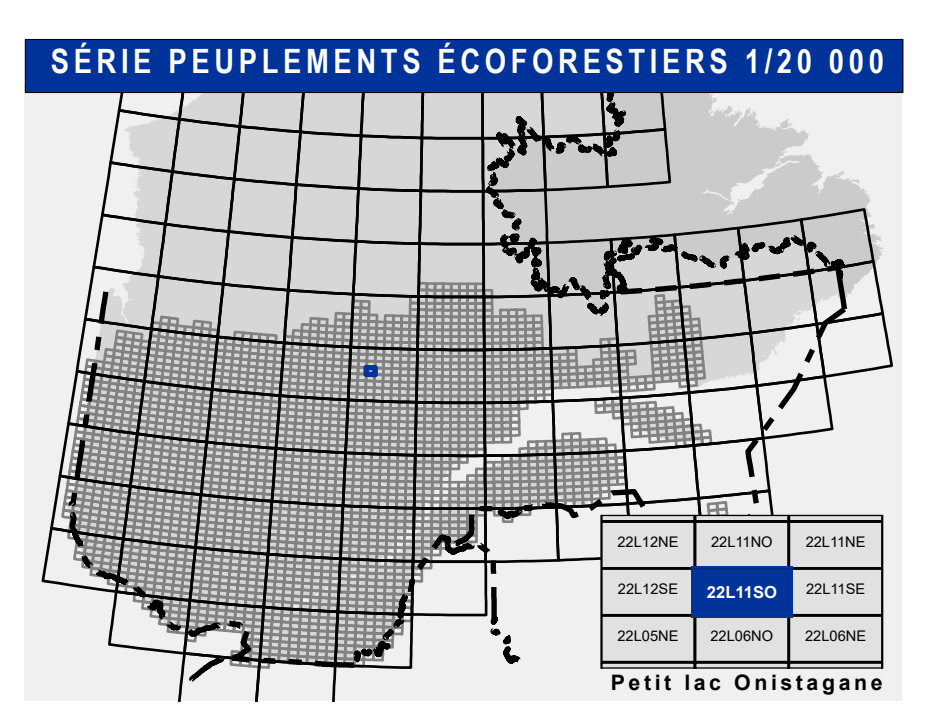 SÉRIE PEUPLEMENTS ÉCOFORESTIERS 1/20 000
22L12NE 22L11NO 22L11NE
22L12SE 22L11SO 22L11SE
22L05NE 22L06NO 22L06NE
Petit lac Onistagane